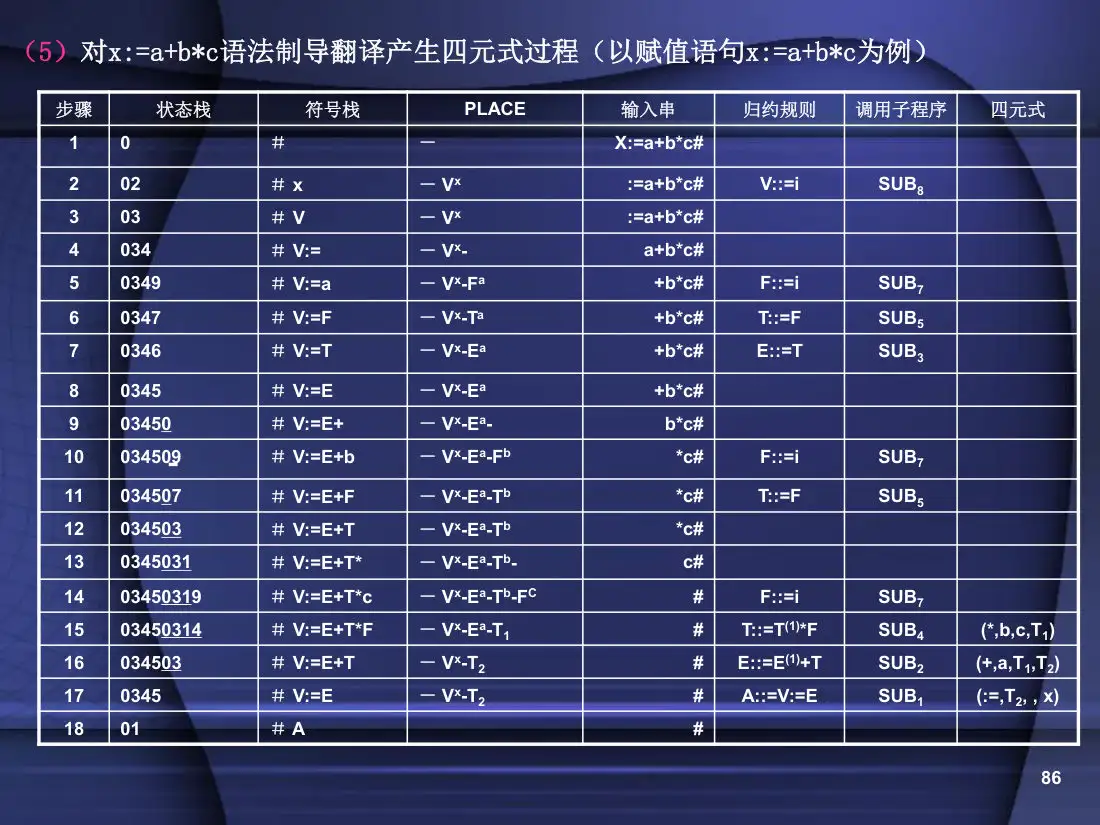 （5）对x:=a+b*c语法制导翻译产生四元式过程（以赋值语句x:=a+b*c为例）
步骤 状态栈 符号栈 PLACE 输入串 归约规则 调用子程序 四元式
1 0 # － X:=a+b*c#
2 02 # x － Vˣ :=a+b*c# V::=i SUB₈
3 03 # V － Vˣ :=a+b*c#
4 034 # V:= － Vˣ- a+b*c#
5 0349 # V:=a － Vˣ-Fᵃ +b*c# F::=i SUB₇
6 0347 # V:=F － Vˣ-Tᵃ +b*c# T::=F SUB₅
7 0346 # V:=T － Vˣ-Eᵃ +b*c# E::=T SUB₃
8 0345 # V:=E － Vˣ-Eᵃ +b*c#
9 03450 # V:=E+ － Vˣ-Eᵃ- b*c#
10 034509 # V:=E+b － Vˣ-Eᵃ-Fᵇ *c# F::=i SUB₇
11 034507 # V:=E+F － Vˣ-Eᵃ-Tᵇ *c# T::=F SUB₅
12 034503 # V:=E+T － Vˣ-Eᵃ-Tᵇ *c#
13 0345031 # V:=E+T* － Vˣ-Eᵃ-Tᵇ- c#
14 03450319 # V:=E+T*c － Vˣ-Eᵃ-Tᵇ-F^C # F::=i SUB₇
15 03450314 # V:=E+T*F － Vˣ-Eᵃ-T₁ # T::=T⁽¹⁾*F SUB₄ (*,b,c,T₁)
16 034503 # V:=E+T － Vˣ-T₂ # E::=E⁽¹⁾+T SUB₂ (+,a,T₁,T₂)
17 0345 # V:=E － Vˣ-T₂ # A::=V:=E SUB₁ (:=,T₂, , x)
18 01 # A #
86